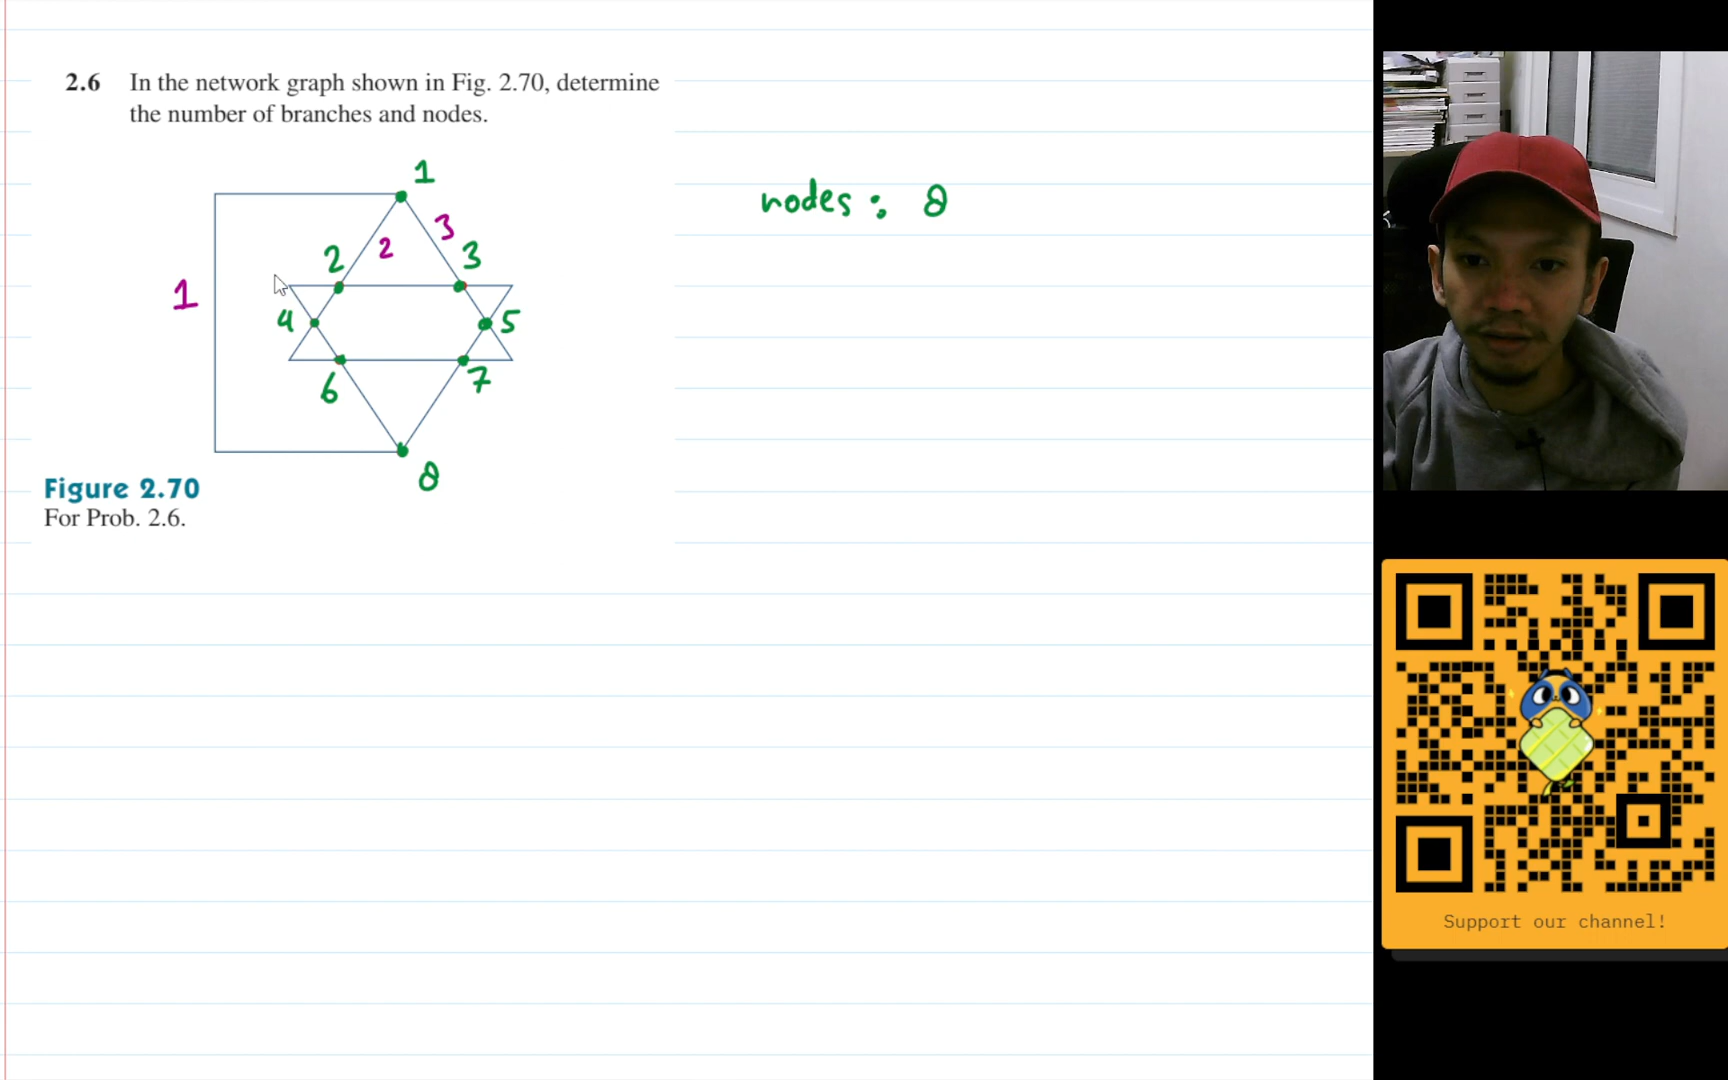 2.6 In the network graph shown in Fig. 2.70, determine
the number of branches and nodes.
1
nodes : 8
3
2
2
3
1
4
5
6
7
8
Figure 2.70
For Prob. 2.6.
Support our channel!